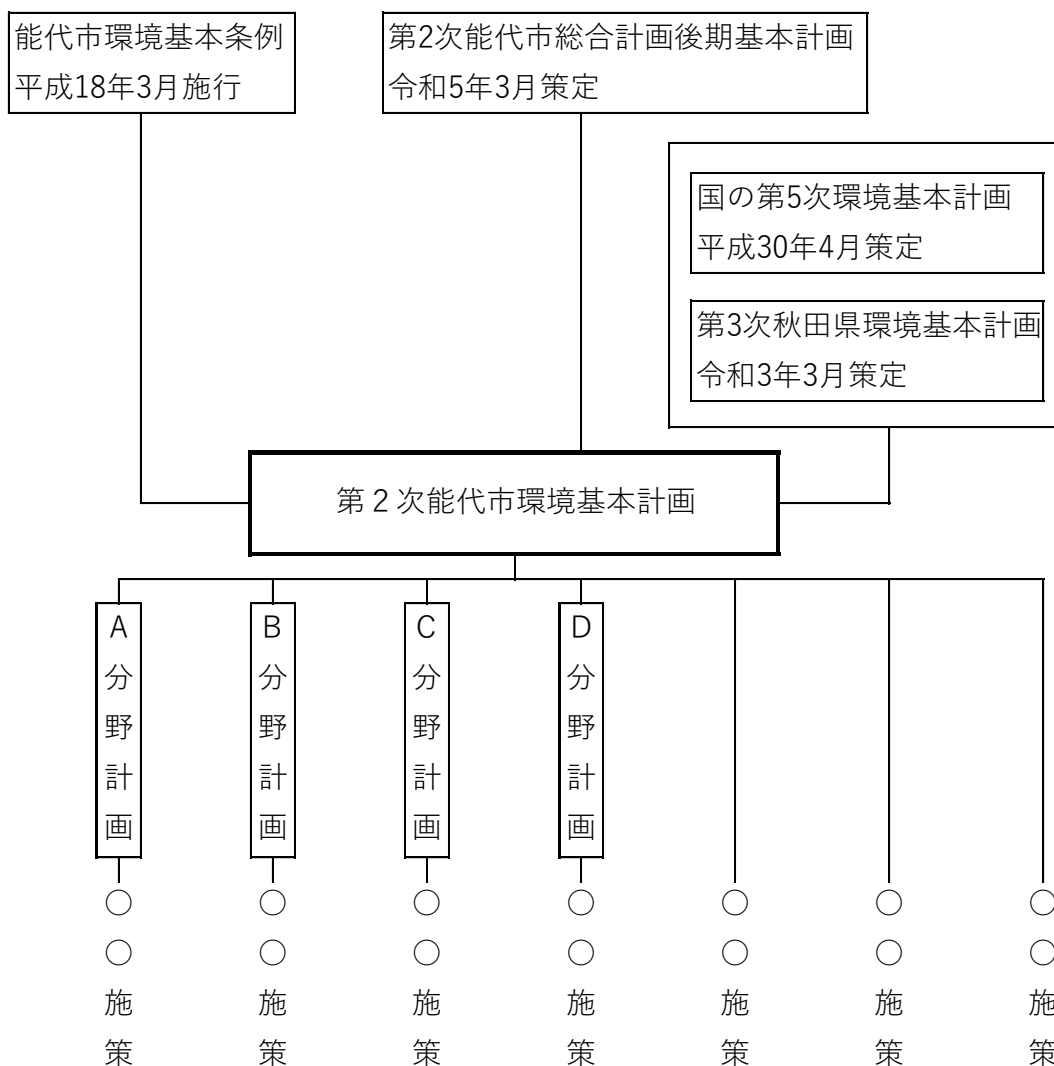 能代市環境基本条例
平成18年3月施行
第2次能代市総合計画後期基本計画
令和5年3月策定
国の第5次環境基本計画
平成30年4月策定
第3次秋田県環境基本計画
令和3年3月策定
第２次能代市環境基本計画
A分野計画
B分野計画
C分野計画
D分野計画
○○施策
○○施策
○○施策
○○施策
○○施策
○○施策
○○施策